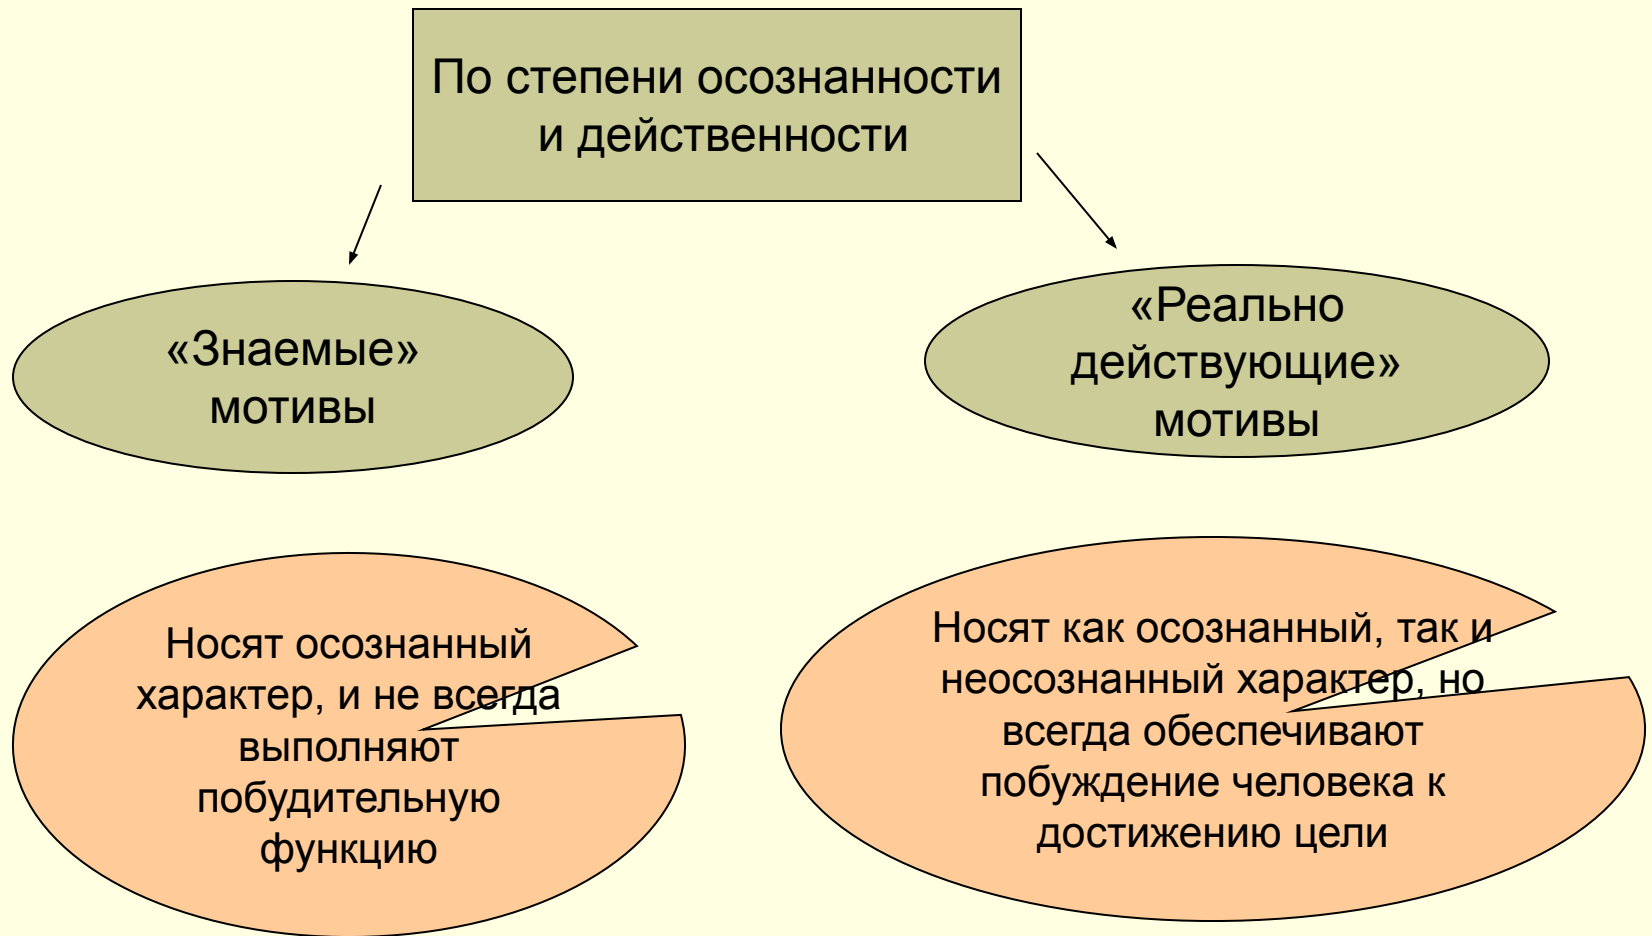 По степени осознанности
и действенности
«Знаемые»
мотивы
«Реально
действующие»
мотивы
Носят осознанный
характер, и не всегда
выполняют
побудительную
функцию
Носят как осознанный, так и
неосознанный характер, но
всегда обеспечивают
побуждение человека к
достижению цели